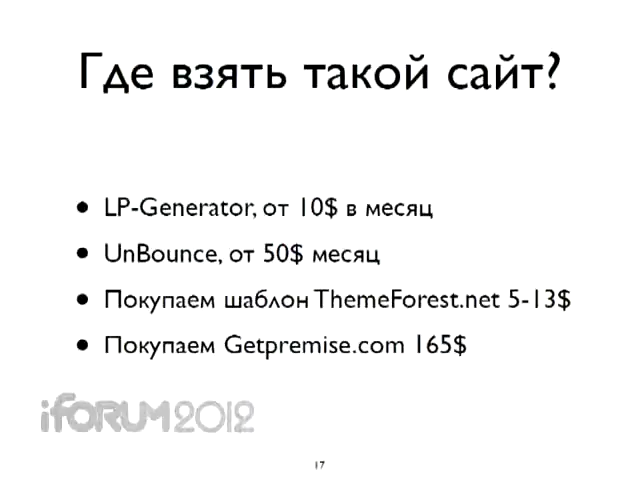 Где взять такой сайт?
• LP-Generator, от 10$ в месяц
• UnBounce, от 50$ месяц
• Покупаем шаблон ThemeForest.net 5-13$
• Покупаем Getpremise.com 165$
iFORUM2012
17